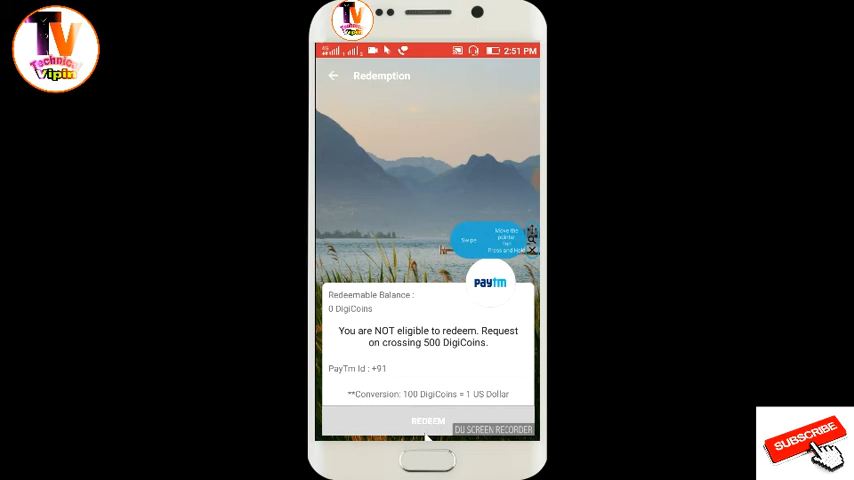 TV
Technical
Vipin
TV
4G
2:51 PM
Redemption
Swipe
Move the
pointer
Press and Hold
Paytm
Redeemable Balance :
0 DigiCoins
You are NOT eligible to redeem. Request
on crossing 500 DigiCoins.
PayTm Id : +91
**Conversion: 100 DigiCoins = 1 US Dollar
REDEEM
DU SCREEN RECORDER
SUBSCRIBE